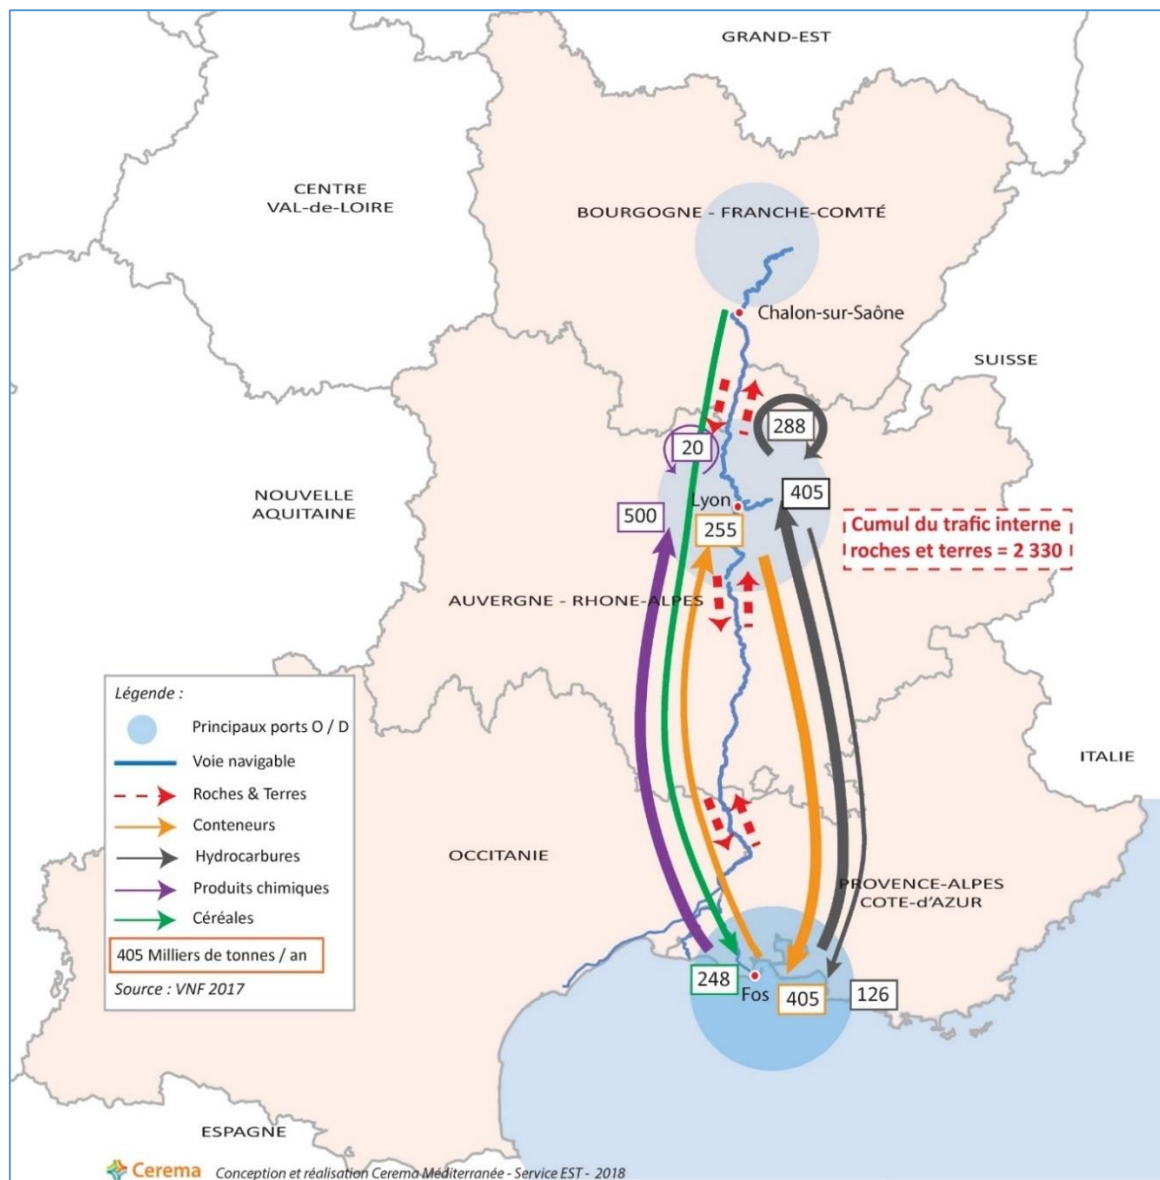 GRAND-EST
CENTRE
VAL-de-LOIRE
BOURGOGNE - FRANCHE-COMTÉ
Chalon-sur-Saône
SUISSE
288
20
NOUVELLE
AQUITAINE
405
500
Lyon
255
Cumul du trafic interne
roches et terres = 2 330
AUVERGNE - RHONE-ALPES
Légende :
Principaux ports O / D
Voie navigable
Roches & Terres
Conteneurs
Hydrocarbures
Produits chimiques
Céréales
405 Milliers de tonnes / an
Source : VNF 2017
ITALIE
OCCITANIE
PROVENCE-ALPES
COTE-d'AZUR
248
Fos
405
126
ESPAGNE
Cerema
Conception et réalisation Cerema Méditerranée - Service EST - 2018